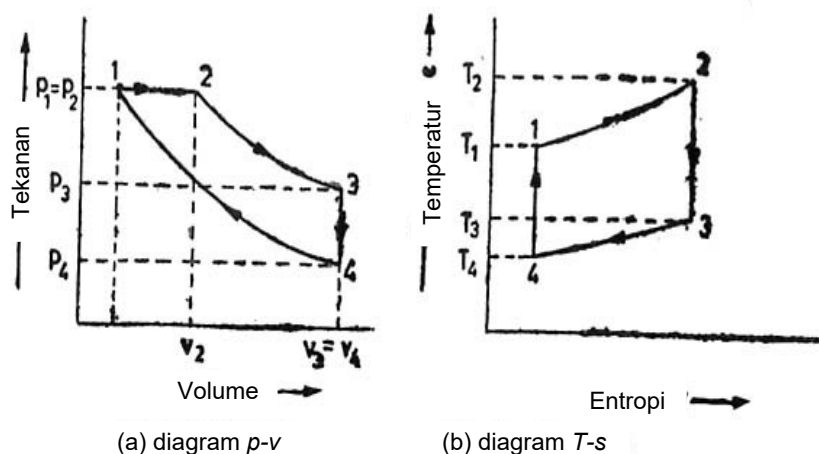 Tekanan
p₁=p₂
p₃
p₄
1
2
3
4
v₂
v₃ = v₄
Volume
(a) diagram p-v
Temperatur
T₂
T₁
T₃
T₄
1
2
3
4
Entropi
(b) diagram T-s